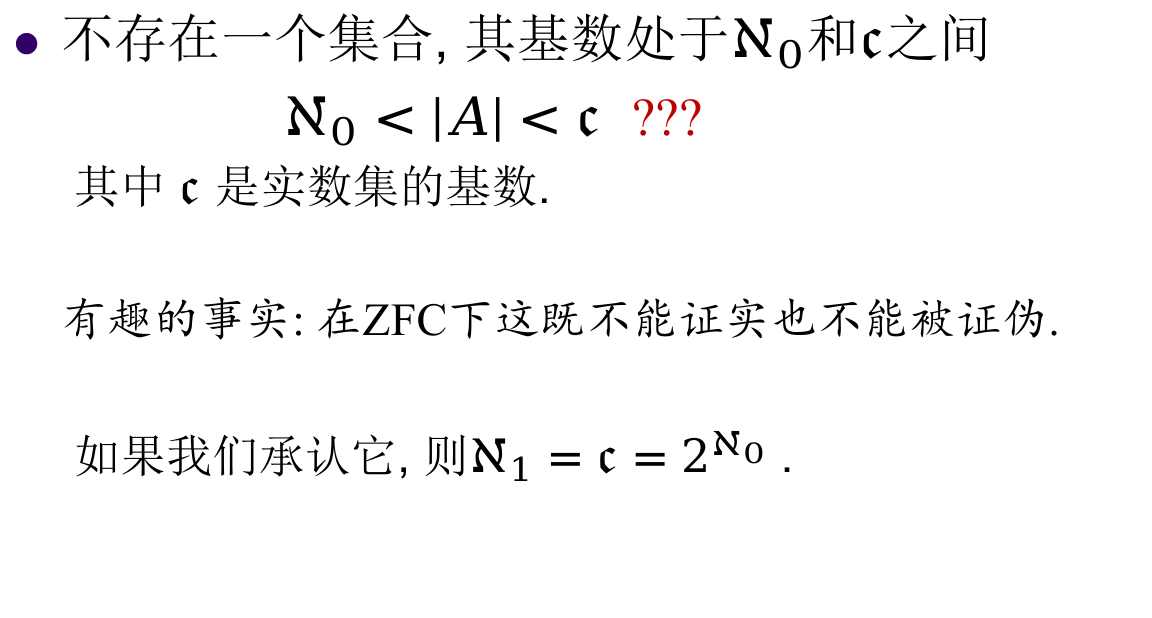 • 不存在一个集合, 其基数处于ℵ₀和𝔠之间
ℵ₀ < |A| < 𝔠 ???
其中 𝔠 是实数集的基数.
有趣的事实: 在ZFC下这既不能证实也不能被证伪.
如果我们承认它, 则ℵ₁ = 𝔠 = 2^ℵ₀ .